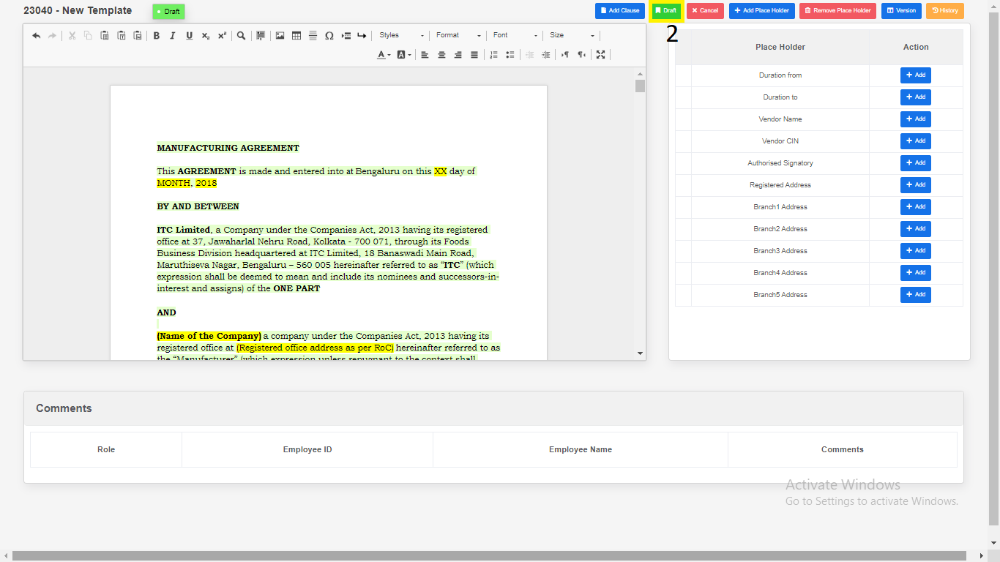 23040 - New Template
Draft
Add Clause
Draft
Cancel
Add Place Holder
Remove Place Holder
Version
History
2
Styles
Format
Font
Size
MANUFACTURING AGREEMENT
This AGREEMENT is made and entered into at Bengaluru on this XX day of
MONTH, 2018
BY AND BETWEEN
ITC Limited, a Company under the Companies Act, 2013 having its registered
office at 37, Jawaharlal Nehru Road, Kolkata - 700 071, through its Foods
Business Division headquartered at ITC Limited, 18 Banaswadi Main Road,
Maruthiseva Nagar, Bengaluru – 560 005 hereinafter referred to as “ITC” (which
expression shall be deemed to mean and include its nominees and successors-in-
interest and assigns) of the ONE PART
AND
(Name of the Company) a company under the Companies Act, 2013 having its
registered office at (Registered office address as per RoC) hereinafter referred to as
the “Manufacturer” (which expression unless repugnant to the context shall
Place Holder
Action
Duration from
Add
Duration to
Add
Vendor Name
Add
Vendor CIN
Add
Authorised Signatory
Add
Registered Address
Add
Branch1 Address
Add
Branch2 Address
Add
Branch3 Address
Add
Branch4 Address
Add
Branch5 Address
Add
Comments
Role
Employee ID
Employee Name
Comments
Activate Windows
Go to Settings to activate Windows.